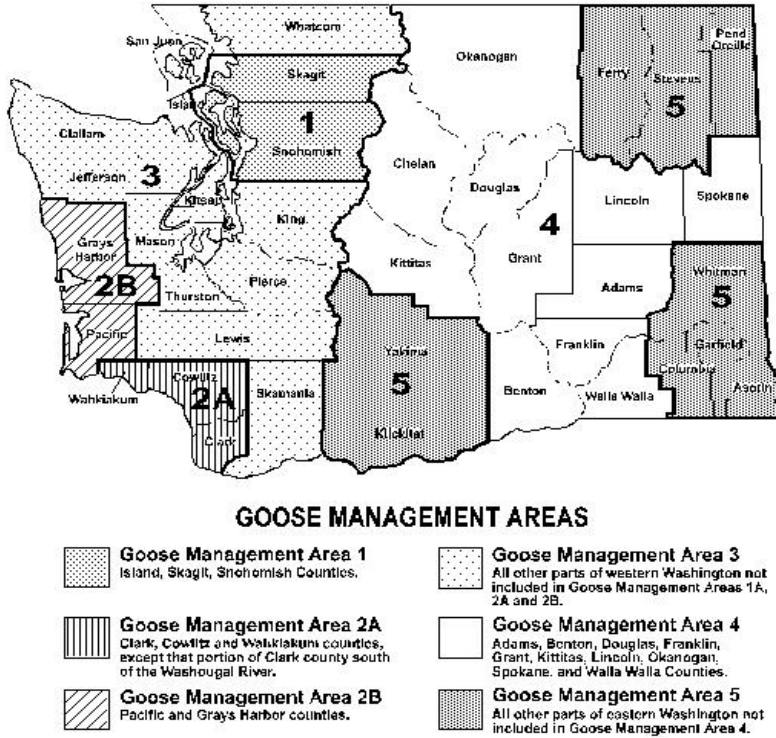 Whatcom
San Juan
Skagit
Island
1
Snohomish
Okanogan
Ferry
Stevens
Pend
Oreille
5
Clallam
Jefferson
3
Kitsap
Chelan
Douglas
Lincoln
Spokane
King
Grays
Harbor
Mason
4
Grant
Kittitas
2B
Thurston
Pierce
Adams
Whitman
5
Pacific
Lewis
Yakima
Franklin
Garfield
Columbia
Asotin
Cowlitz
Wahkiakum
2A
Skamania
5
Benton
Walla Walla
Clark
Klickitat
GOOSE MANAGEMENT AREAS
Goose Management Area 1
Island, Skagit, Snohomish Counties.
Goose Management Area 2A
Clark, Cowlitz and Wahkiakum counties,
except that portion of Clark county south
of the Washougal River.
Goose Management Area 2B
Pacific and Grays Harbor counties.
Goose Management Area 3
All other parts of western Washington not
included in Goose Management Areas 1A,
2A and 2B.
Goose Management Area 4
Adams, Benton, Douglas, Franklin,
Grant, Kittitas, Lincoln, Okanogan,
Spokane. and Walla Walla Counties.
Goose Management Area 5
All other parts of eastern Washington not
included in Goose Management Area 4.